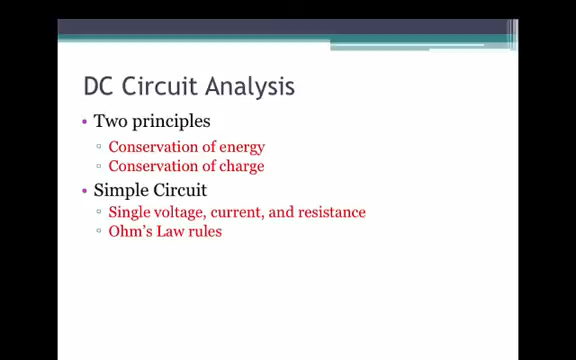 DC Circuit Analysis
• Two principles
▫ Conservation of energy
▫ Conservation of charge
• Simple Circuit
▫ Single voltage, current, and resistance
▫ Ohm's Law rules